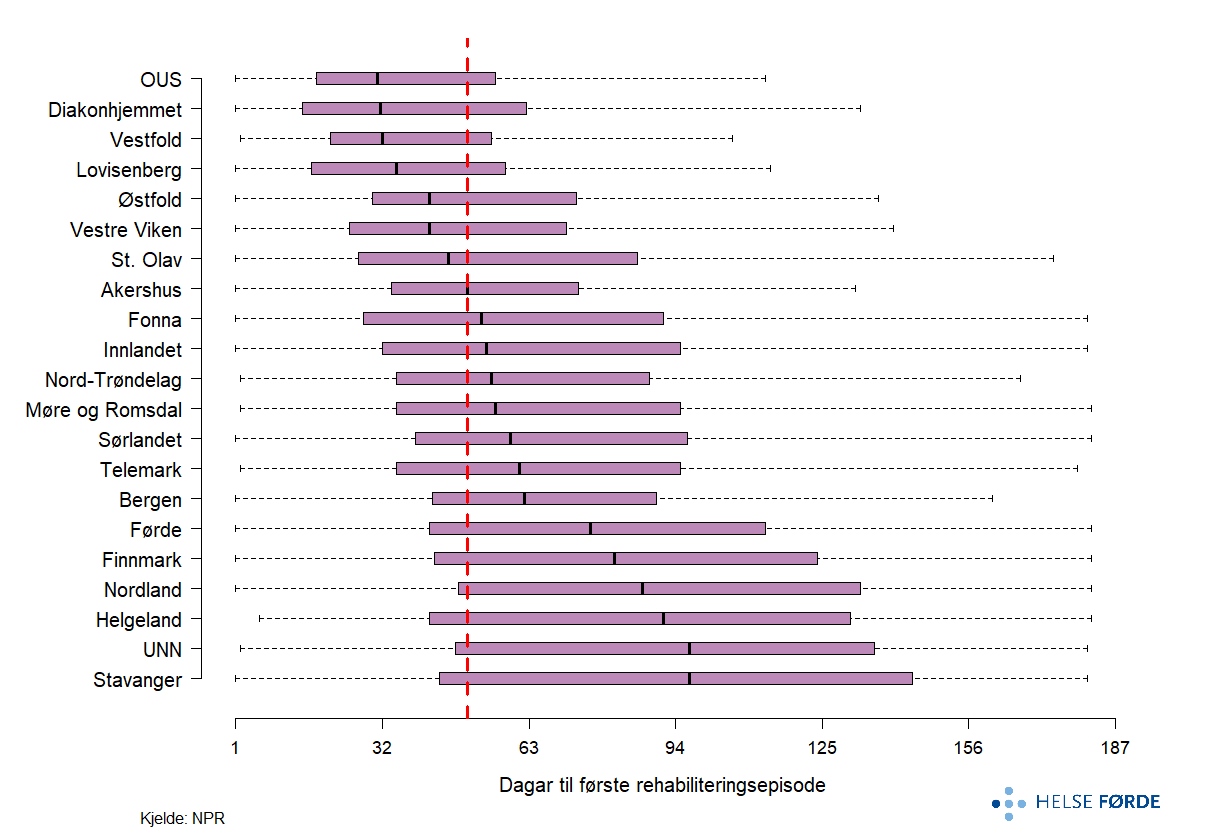 OUS
Diakonhjemmet
Vestfold
Lovisenberg
Østfold
Vestre Viken
St. Olav
Akershus
Fonna
Innlandet
Nord-Trøndelag
Møre og Romsdal
Sørlandet
Telemark
Bergen
Førde
Finnmark
Nordland
Helgeland
UNN
Stavanger
1 32 63 94 125 156 187
Dagar til første rehabiliteringsepisode
HELSE FØRDE
Kjelde: NPR